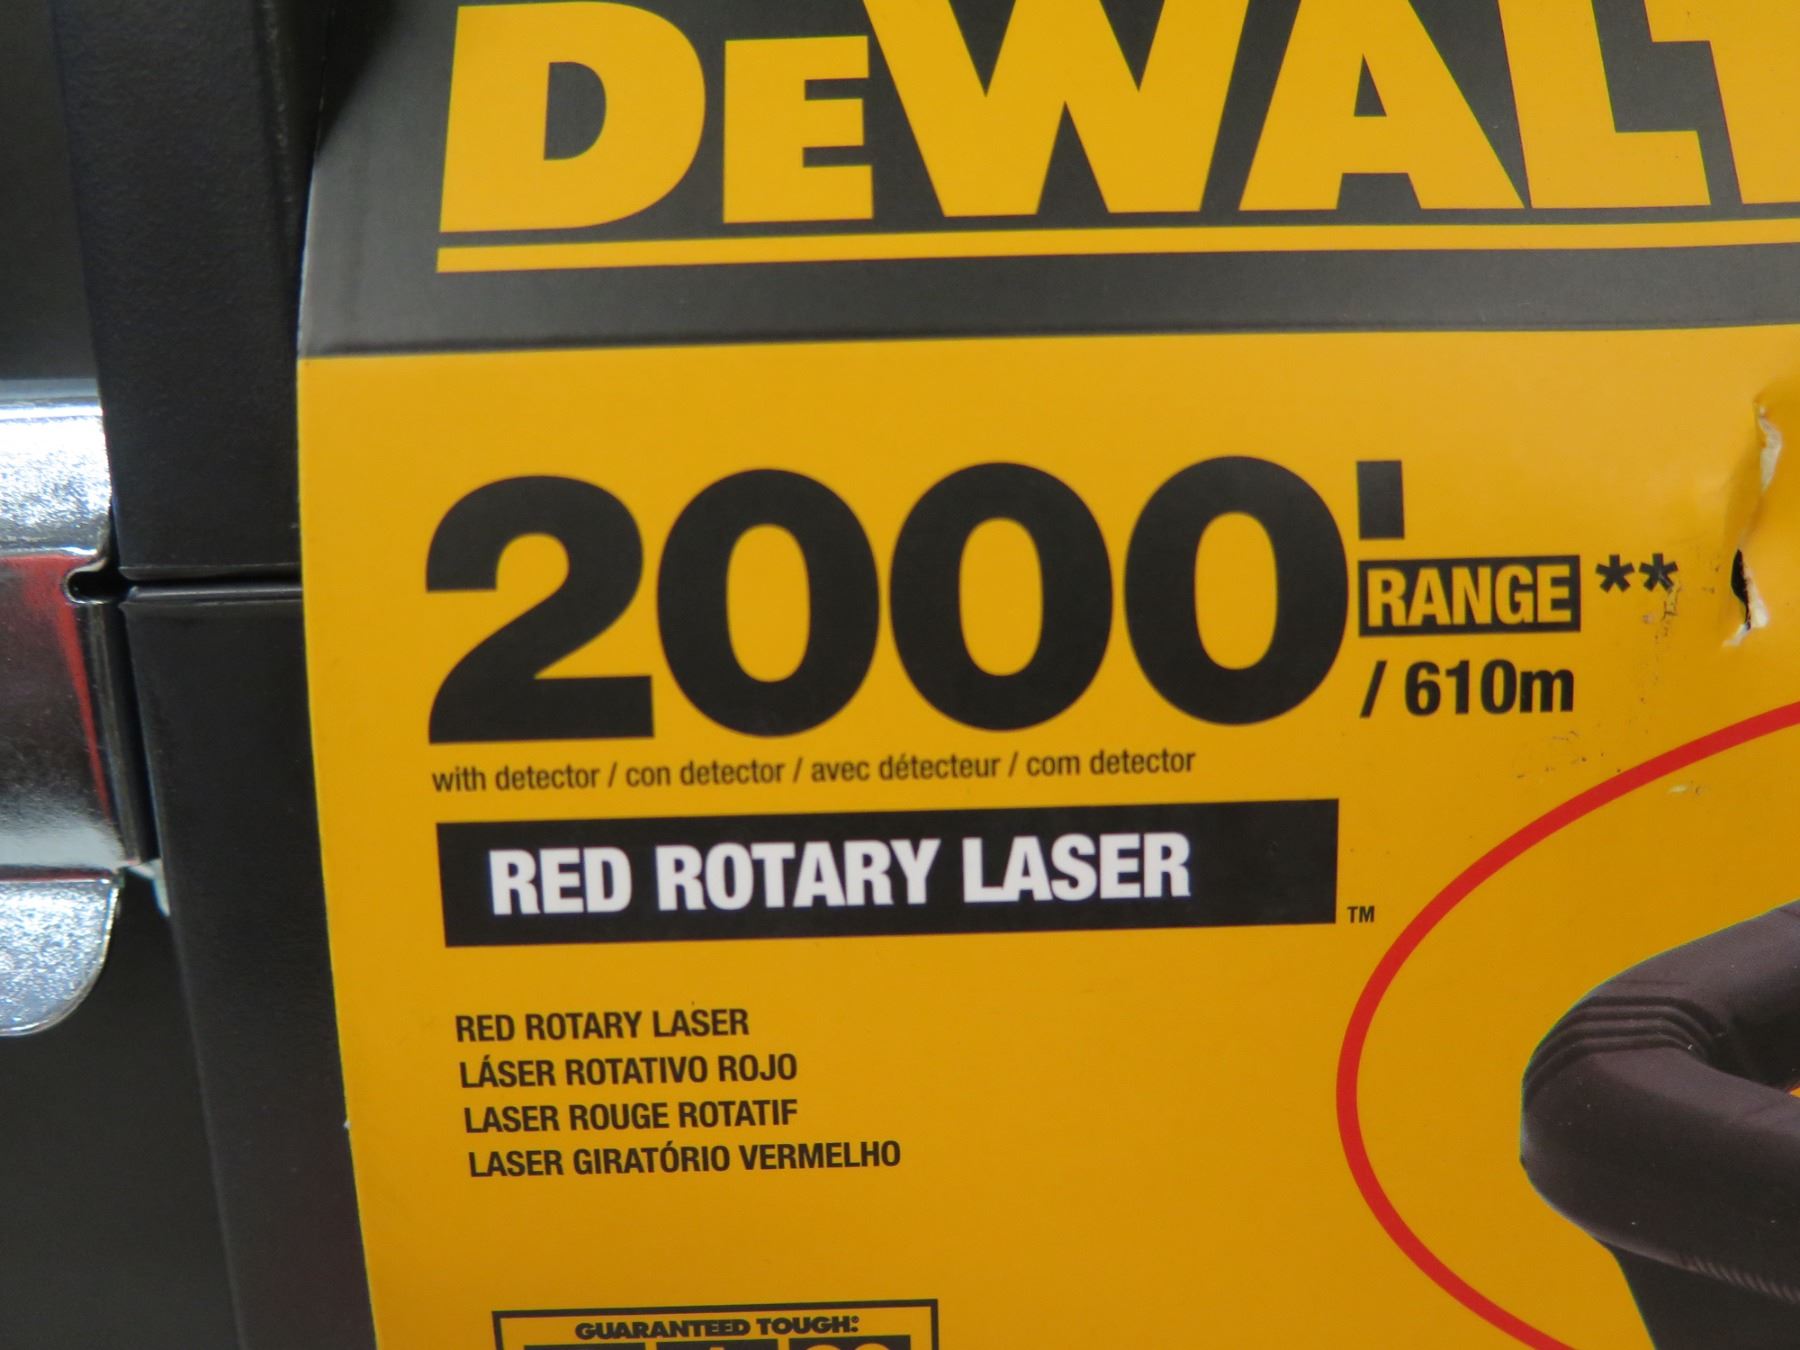 DEWALT
2000' RANGE **
/ 610m
with detector / con detector / avec détecteur / com detector
RED ROTARY LASER ™
RED ROTARY LASER
LÁSER ROTATIVO ROJO
LASER ROUGE ROTATIF
LASER GIRATÓRIO VERMELHO
GUARANTEED TOUGH®